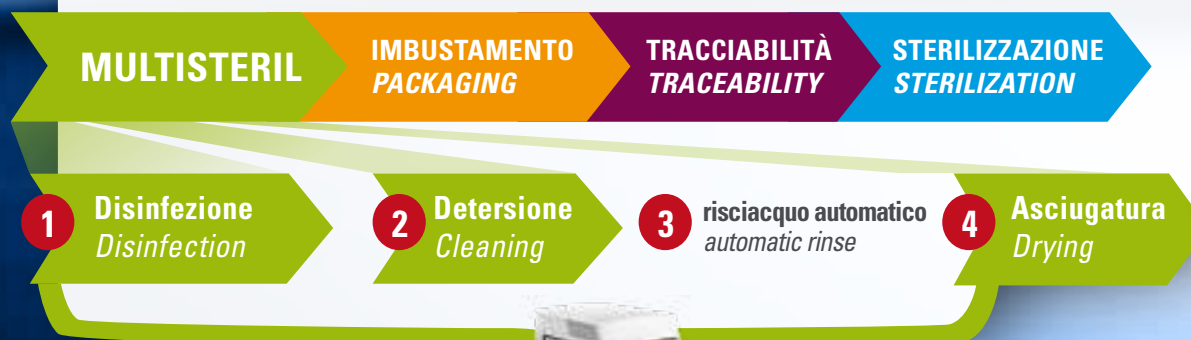 MULTISTERIL
IMBUSTAMENTO
PACKAGING
TRACCIABILITÀ
TRACEABILITY
STERILIZZAZIONE
STERILIZATION
1
Disinfezione
Disinfection
2
Detersione
Cleaning
3
risciacquo automatico
automatic rinse
4
Asciugatura
Drying